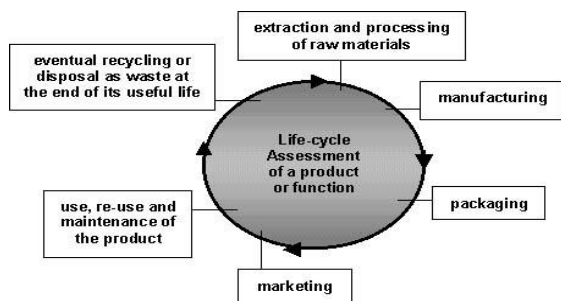 extraction and processing
of raw materials
eventual recycling or
disposal as waste at
the end of its useful life
manufacturing
Life-cycle
Assessment
of a product
or function
use, re-use and
maintenance of
the product
packaging
marketing